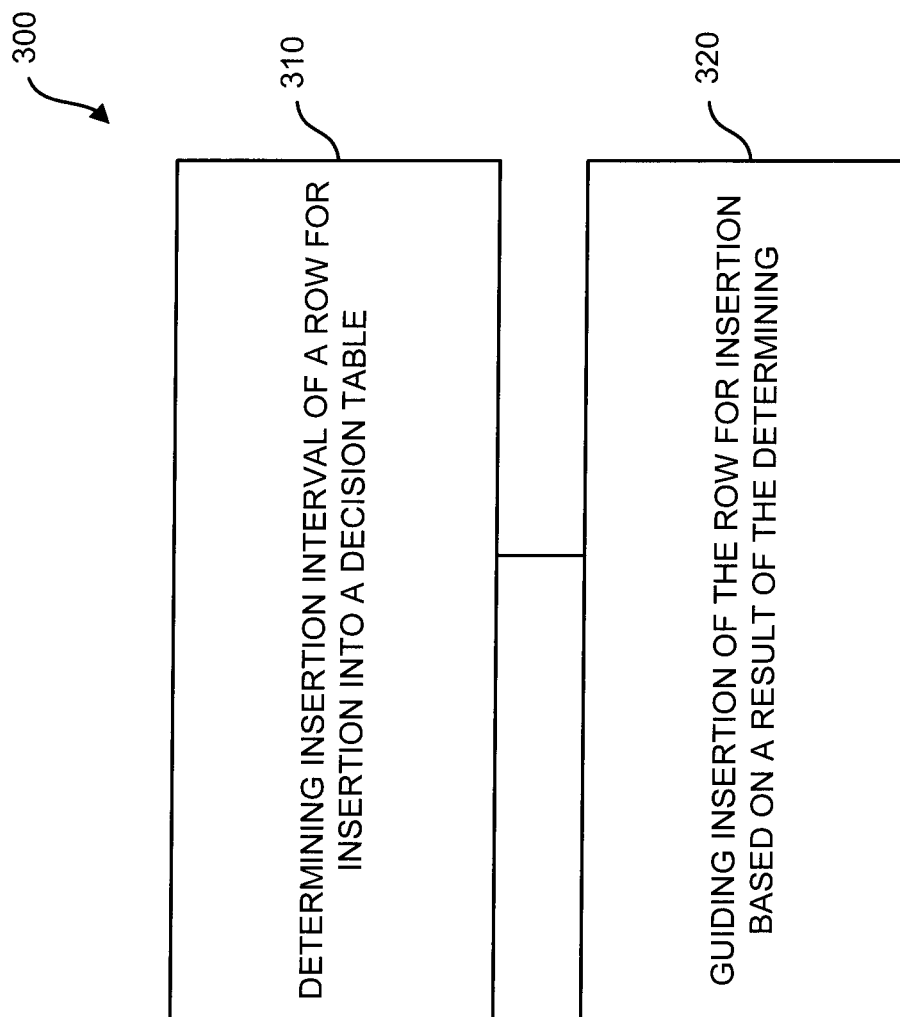 300
310
DETERMINING INSERTION INTERVAL OF A ROW FOR
INSERTION INTO A DECISION TABLE
320
GUIDING INSERTION OF THE ROW FOR INSERTION
BASED ON A RESULT OF THE DETERMINING